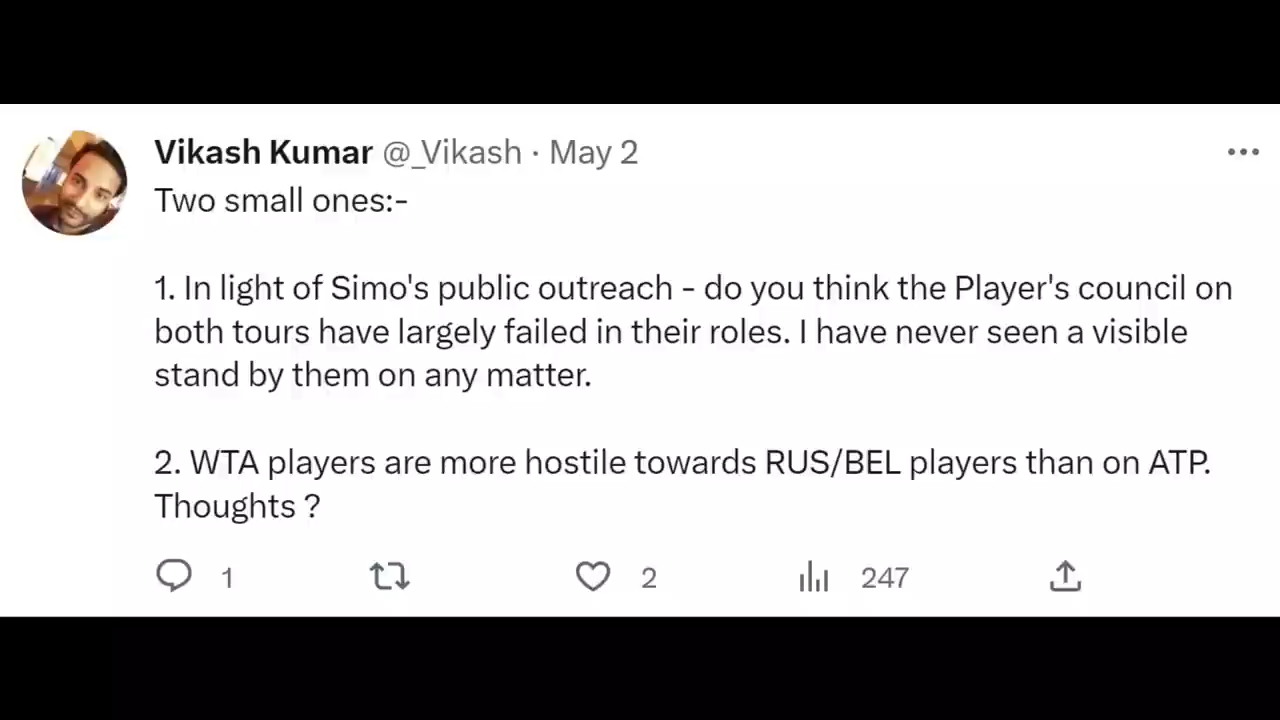 Vikash Kumar @_Vikash · May 2
Two small ones:-
1. In light of Simo's public outreach - do you think the Player's council on
both tours have largely failed in their roles. I have never seen a visible
stand by them on any matter.
2. WTA players are more hostile towards RUS/BEL players than on ATP.
Thoughts ?
1 2 247